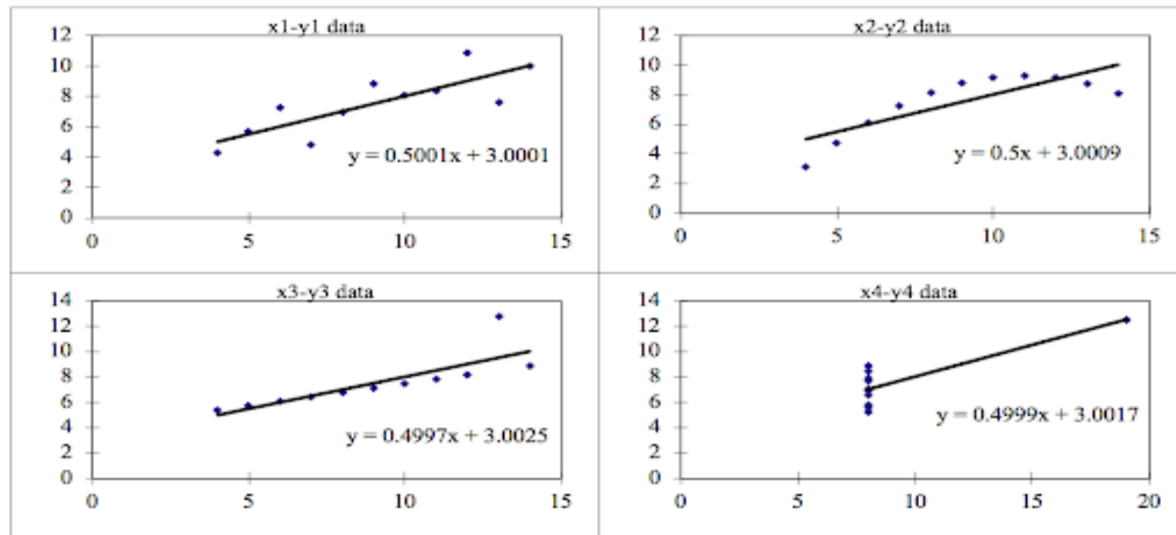 x1-y1 data
12
10
8
6
4
2
0
y = 0.5001x + 3.0001
0 5 10 15
x2-y2 data
12
10
8
6
4
2
0
y = 0.5x + 3.0009
0 5 10 15
x3-y3 data
14
12
10
8
6
4
2
0
y = 0.4997x + 3.0025
0 5 10 15
x4-y4 data
14
12
10
8
6
4
2
0
y = 0.4999x + 3.0017
0 5 10 15 20